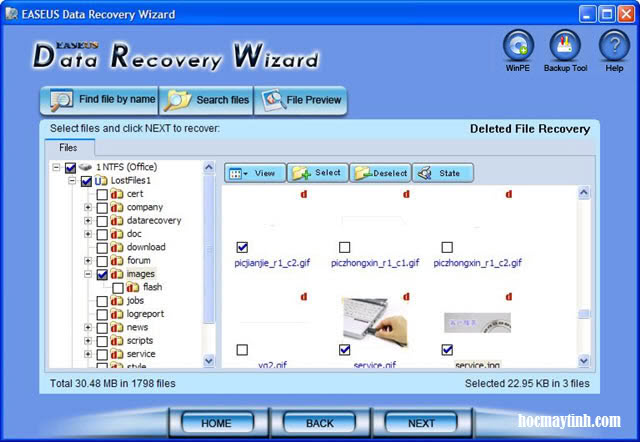 EASEUS Data Recovery Wizard
EASEUS
Data Recovery Wizard
WinPE
Backup Tool
Help
Find file by name
Search files
File Preview
Select files and click NEXT to recover:
Deleted File Recovery
Files
1 NTFS (Office)
LostFiles1
cert
company
datarecovery
doc
download
forum
images
flash
jobs
logreport
news
scripts
service
style
View
Select
Deselect
State
d
d
d
picjianjie_r1_c2.gif
piczhongxin_r1_c1.gif
piczhongxin_r1_c2.gif
d
d
d
yg2.gif
service.gif
service.jpg
Total 30.48 MB in 1798 files
Selected 22.95 KB in 3 files
HOME
BACK
NEXT
hocmaytinh.com